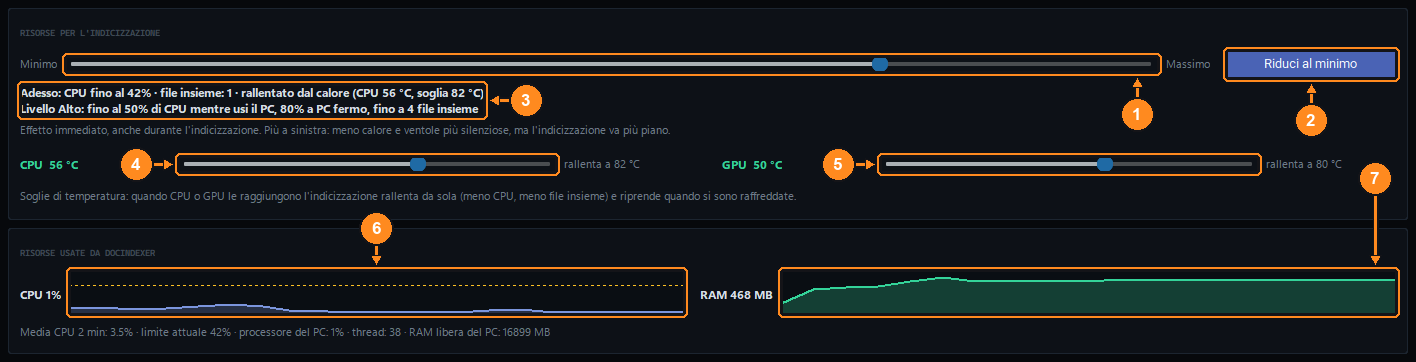 RISORSE PER L'INDICIZZAZIONE
Minimo
Massimo
Riduci al minimo
Adesso: CPU fino al 42% · file insieme: 1 · rallentato dal calore (CPU 56 °C, soglia 82 °C)
Livello Alto: fino al 50% di CPU mentre usi il PC, 80% a PC fermo, fino a 4 file insieme
3
1
2
Effetto immediato, anche durante l'indicizzazione. Più a sinistra: meno calore e ventole più silenziose, ma l'indicizzazione va più piano.
CPU 56 °C
4
rallenta a 82 °C
GPU 50 °C
5
rallenta a 80 °C
7
Soglie di temperatura: quando CPU o GPU le raggiungono l'indicizzazione rallenta da sola (meno CPU, meno file insieme) e riprende quando si sono raffreddate.
6
RISORSE USATE DA DOCINDEXER
CPU 1%
RAM 468 MB
Media CPU 2 min: 3.5% · limite attuale 42% · processore del PC: 1% · thread: 38 · RAM libera del PC: 16899 MB